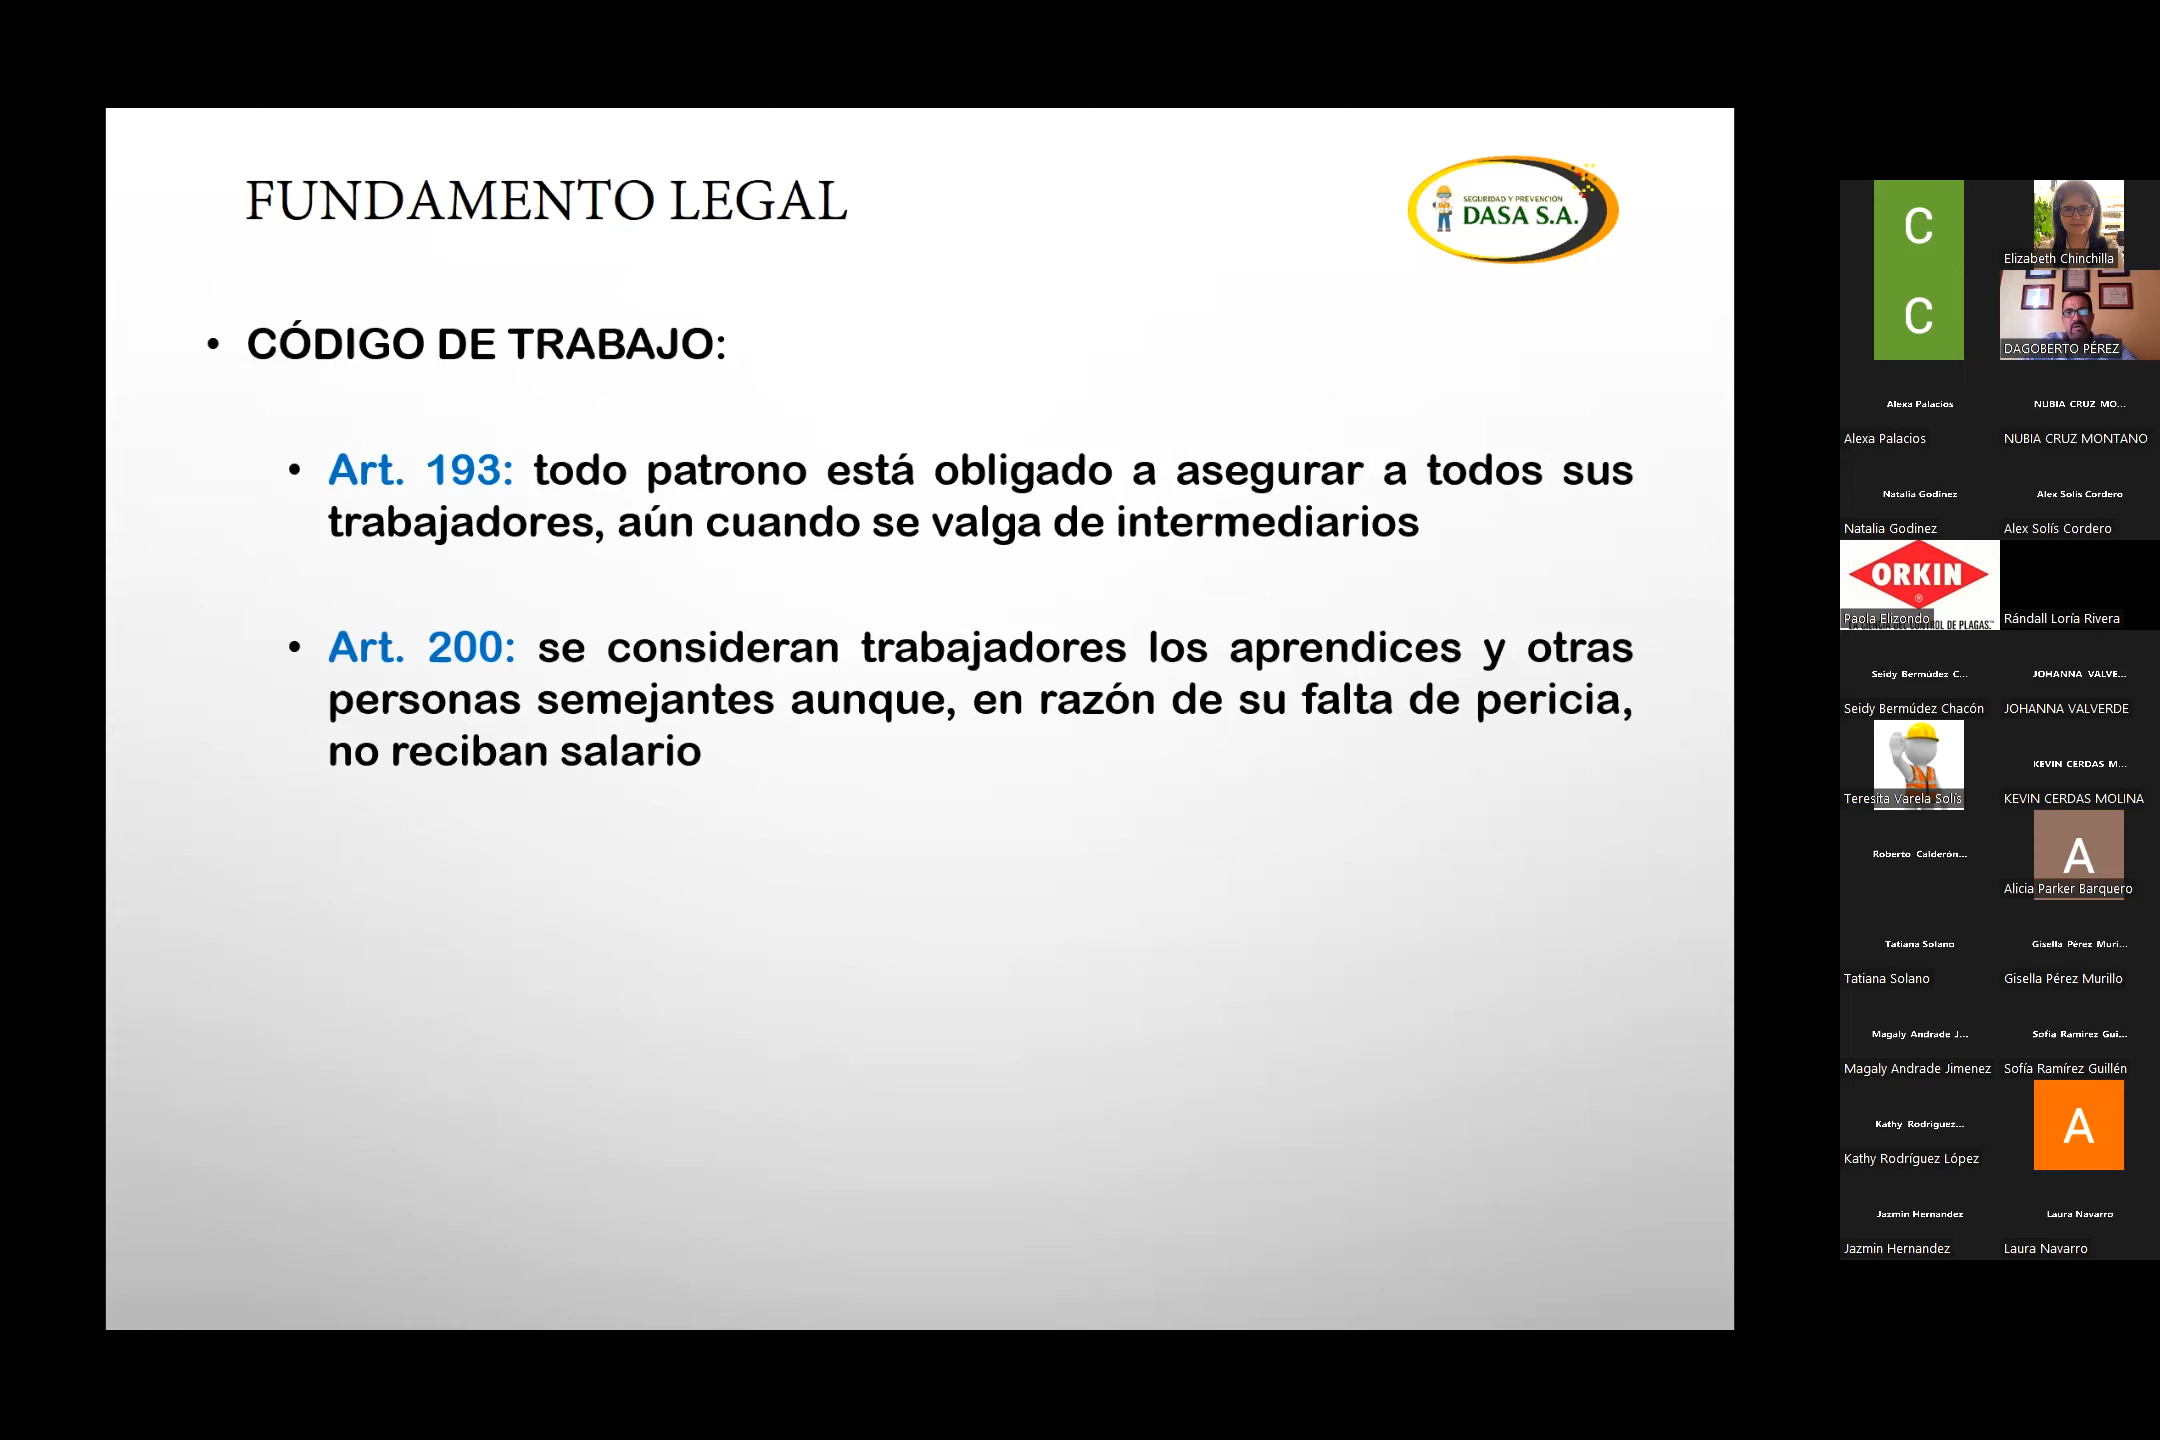 FUNDAMENTO LEGAL
SEGURIDAD Y PREVENCIÓN
DASA S.A.
• CÓDIGO DE TRABAJO:
• Art. 193: todo patrono está obligado a asegurar a todos sus
trabajadores, aún cuando se valga de intermediarios
• Art. 200: se consideran trabajadores los aprendices y otras
personas semejantes aunque, en razón de su falta de pericia,
no reciban salario
C
Elizabeth Chinchilla
C
DAGOBERTO PÉREZ
Alexa Palacios
NUBIA CRUZ MO...
Alexa Palacios
NUBIA CRUZ MONTANO
Natalia Godinez
Alex Solís Cordero
Natalia Godinez
Alex Solís Cordero
ORKIN
®
Paola Elizondo
CONTROL DE PLAGAS.™
Rándall Loría Rivera
Seidy Bermúdez C...
JOHANNA VALVE...
Seidy Bermúdez Chacón
JOHANNA VALVERDE
KEVIN CERDAS M...
Teresita Varela Solís
KEVIN CERDAS MOLINA
Roberto Calderón...
A
Alicia Parker Barquero
Tatiana Solano
Gisella Pérez Muri...
Tatiana Solano
Gisella Pérez Murillo
Magaly Andrade J...
Sofía Ramírez Gui...
Magaly Andrade Jimenez
Sofía Ramírez Guillén
Kathy Rodríguez...
A
Kathy Rodríguez López
Jazmin Hernandez
Laura Navarro
Jazmin Hernandez
Laura Navarro